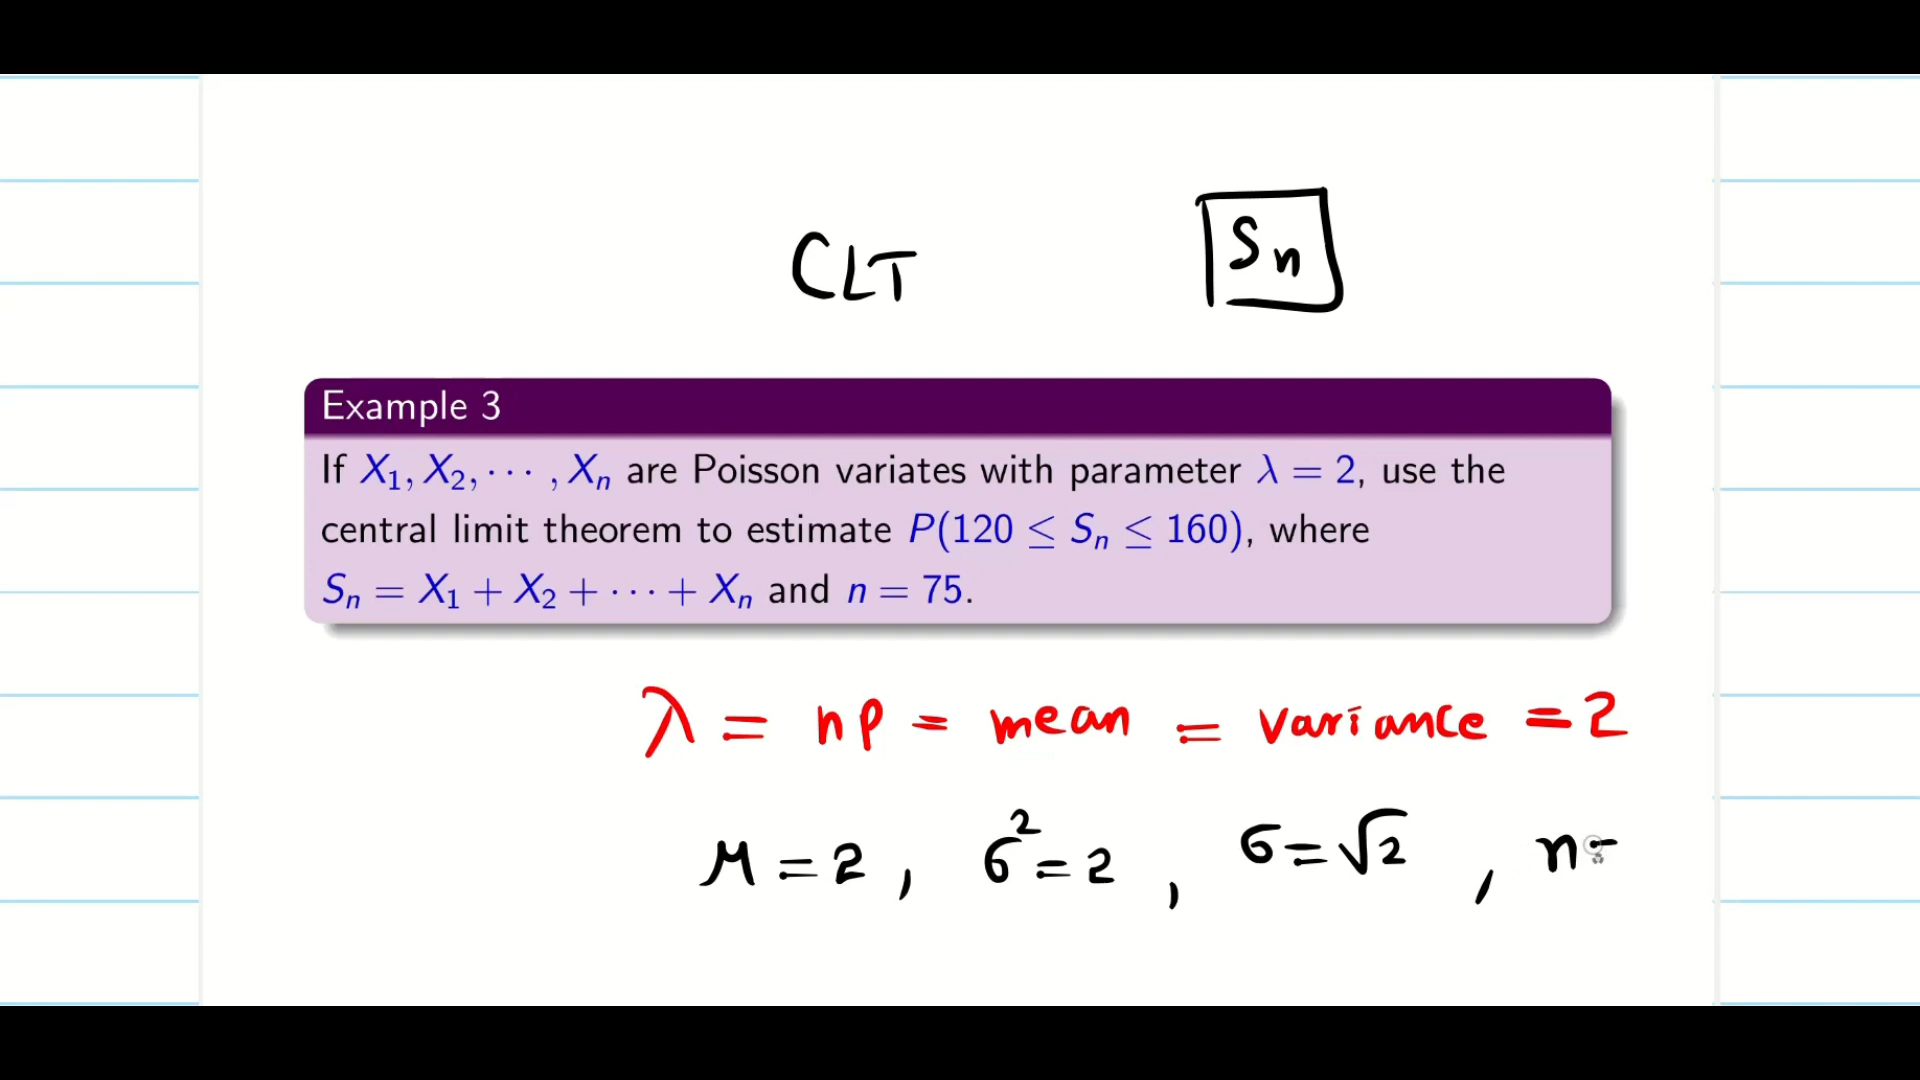 CLT
Sn
Example 3
If X₁, X₂, ⋯ , Xₙ are Poisson variates with parameter λ = 2, use the
central limit theorem to estimate P(120 ≤ Sₙ ≤ 160), where
Sₙ = X₁ + X₂ + ⋯ + Xₙ and n = 75.
λ = np = mean = variance = 2
μ = 2 , σ² = 2 , σ = √2 , n =